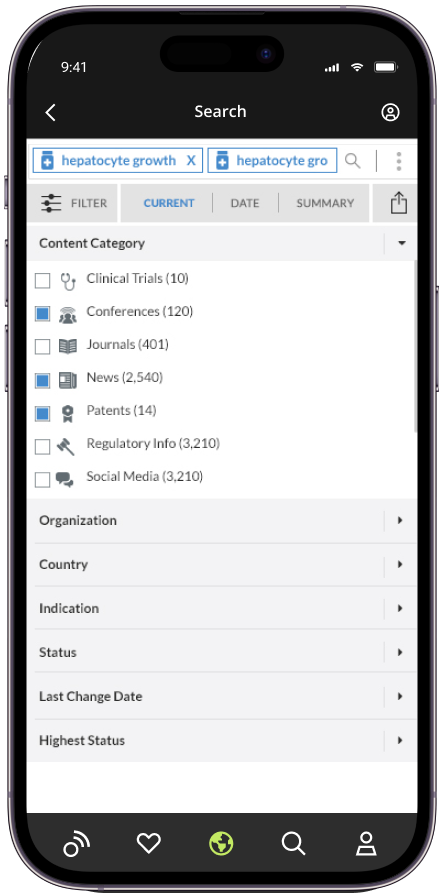 9:41
Search
hepatocyte growth X hepatocyte gro
FILTER CURRENT DATE SUMMARY
Content Category
Clinical Trials (10)
Conferences (120)
Journals (401)
News (2,540)
Patents (14)
Regulatory Info (3,210)
Social Media (3,210)
Organization
Country
Indication
Status
Last Change Date
Highest Status